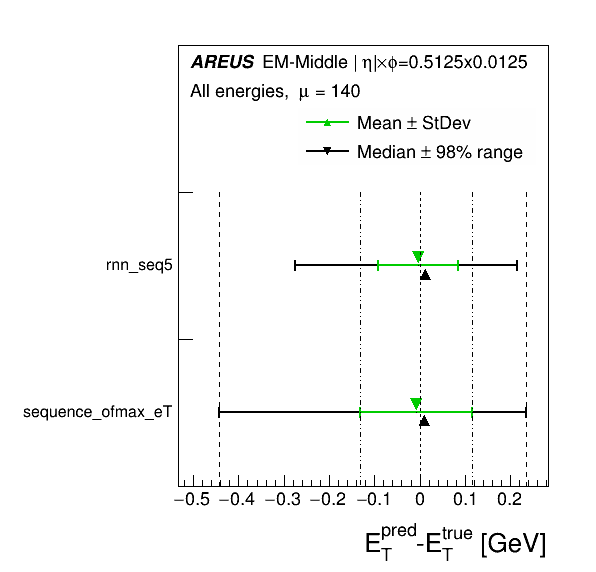 AREUS EM-Middle | η|×ϕ=0.5125x0.0125
All energies, μ = 140
Mean ± StDev
Median ± 98% range
rnn_seq5
sequence_ofmax_eT
−0.5 −0.4 −0.3 −0.2 −0.1 0 0.1 0.2
E_T^pred-E_T^true [GeV]